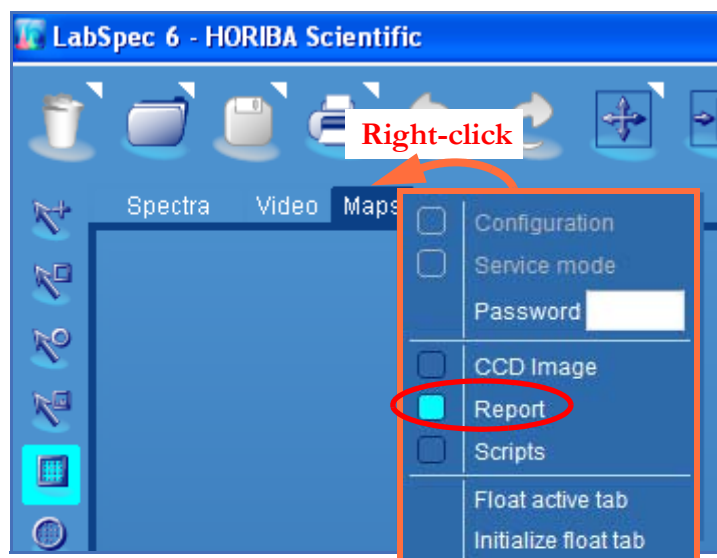 LabSpec 6 - HORIBA Scientific
Right-click
Spectra Video Maps
Configuration
Service mode
Password
CCD Image
Report
Scripts
Float active tab
Initialize float tab